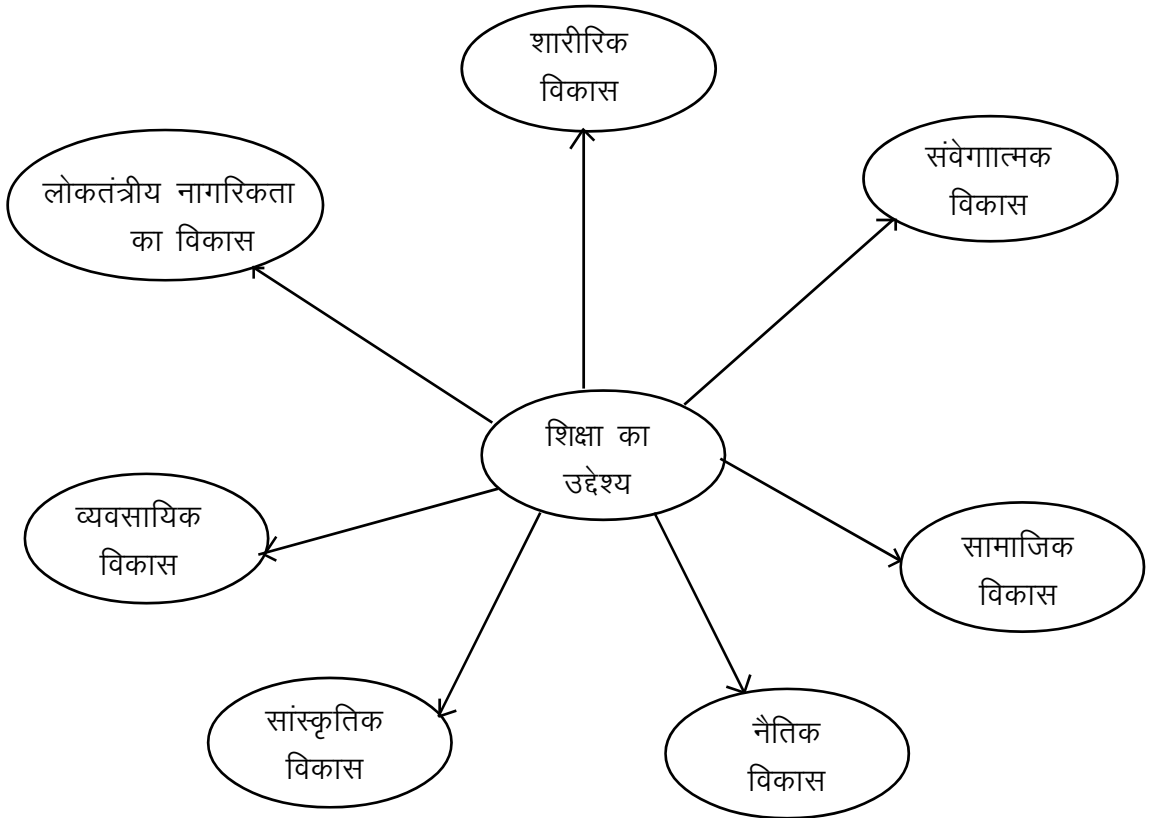 शारीरिक
विकास
संवेगाात्मक
विकास
लोकतंत्रीय नागरिकता
का विकास
शिक्षा का
उद्देश्य
व्यवसायिक
विकास
सामाजिक
विकास
सांस्कृतिक
विकास
नैतिक
विकास